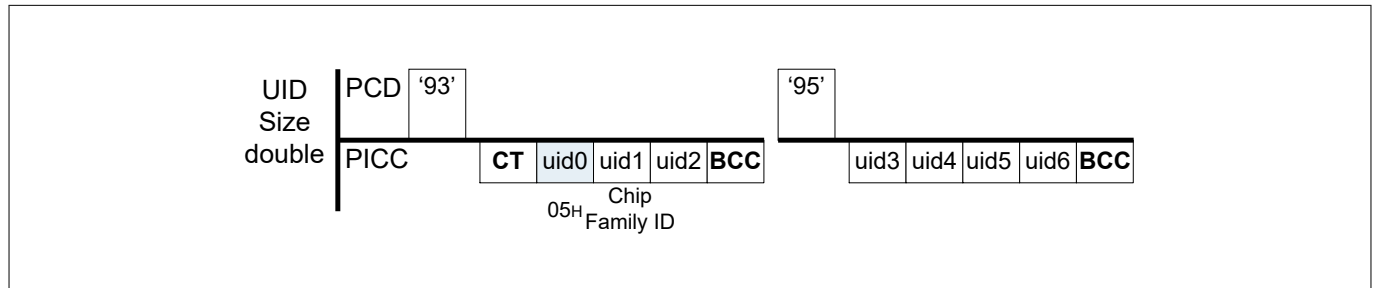 UID
Size
double
PCD ‘93’ ‘95’
PICC CT uid0 uid1 uid2 BCC uid3 uid4 uid5 uid6 BCC
05H Chip
Family ID